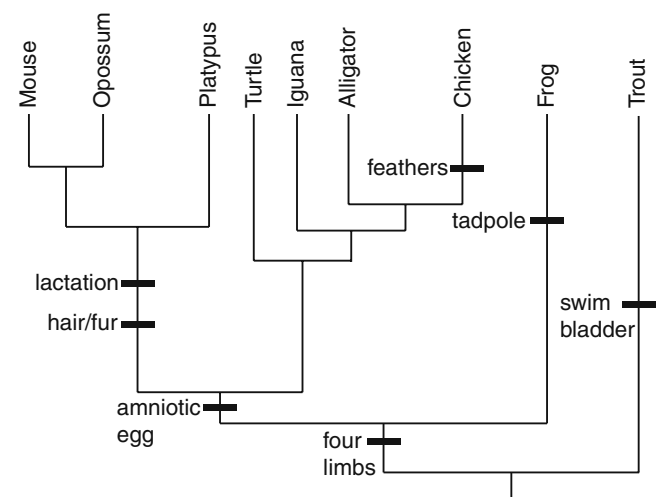 Mouse
Opossum
Platypus
Turtle
Iguana
Alligator
Chicken
Frog
Trout
feathers
tadpole
lactation
hair/fur
swim
bladder
amniotic
egg
four
limbs